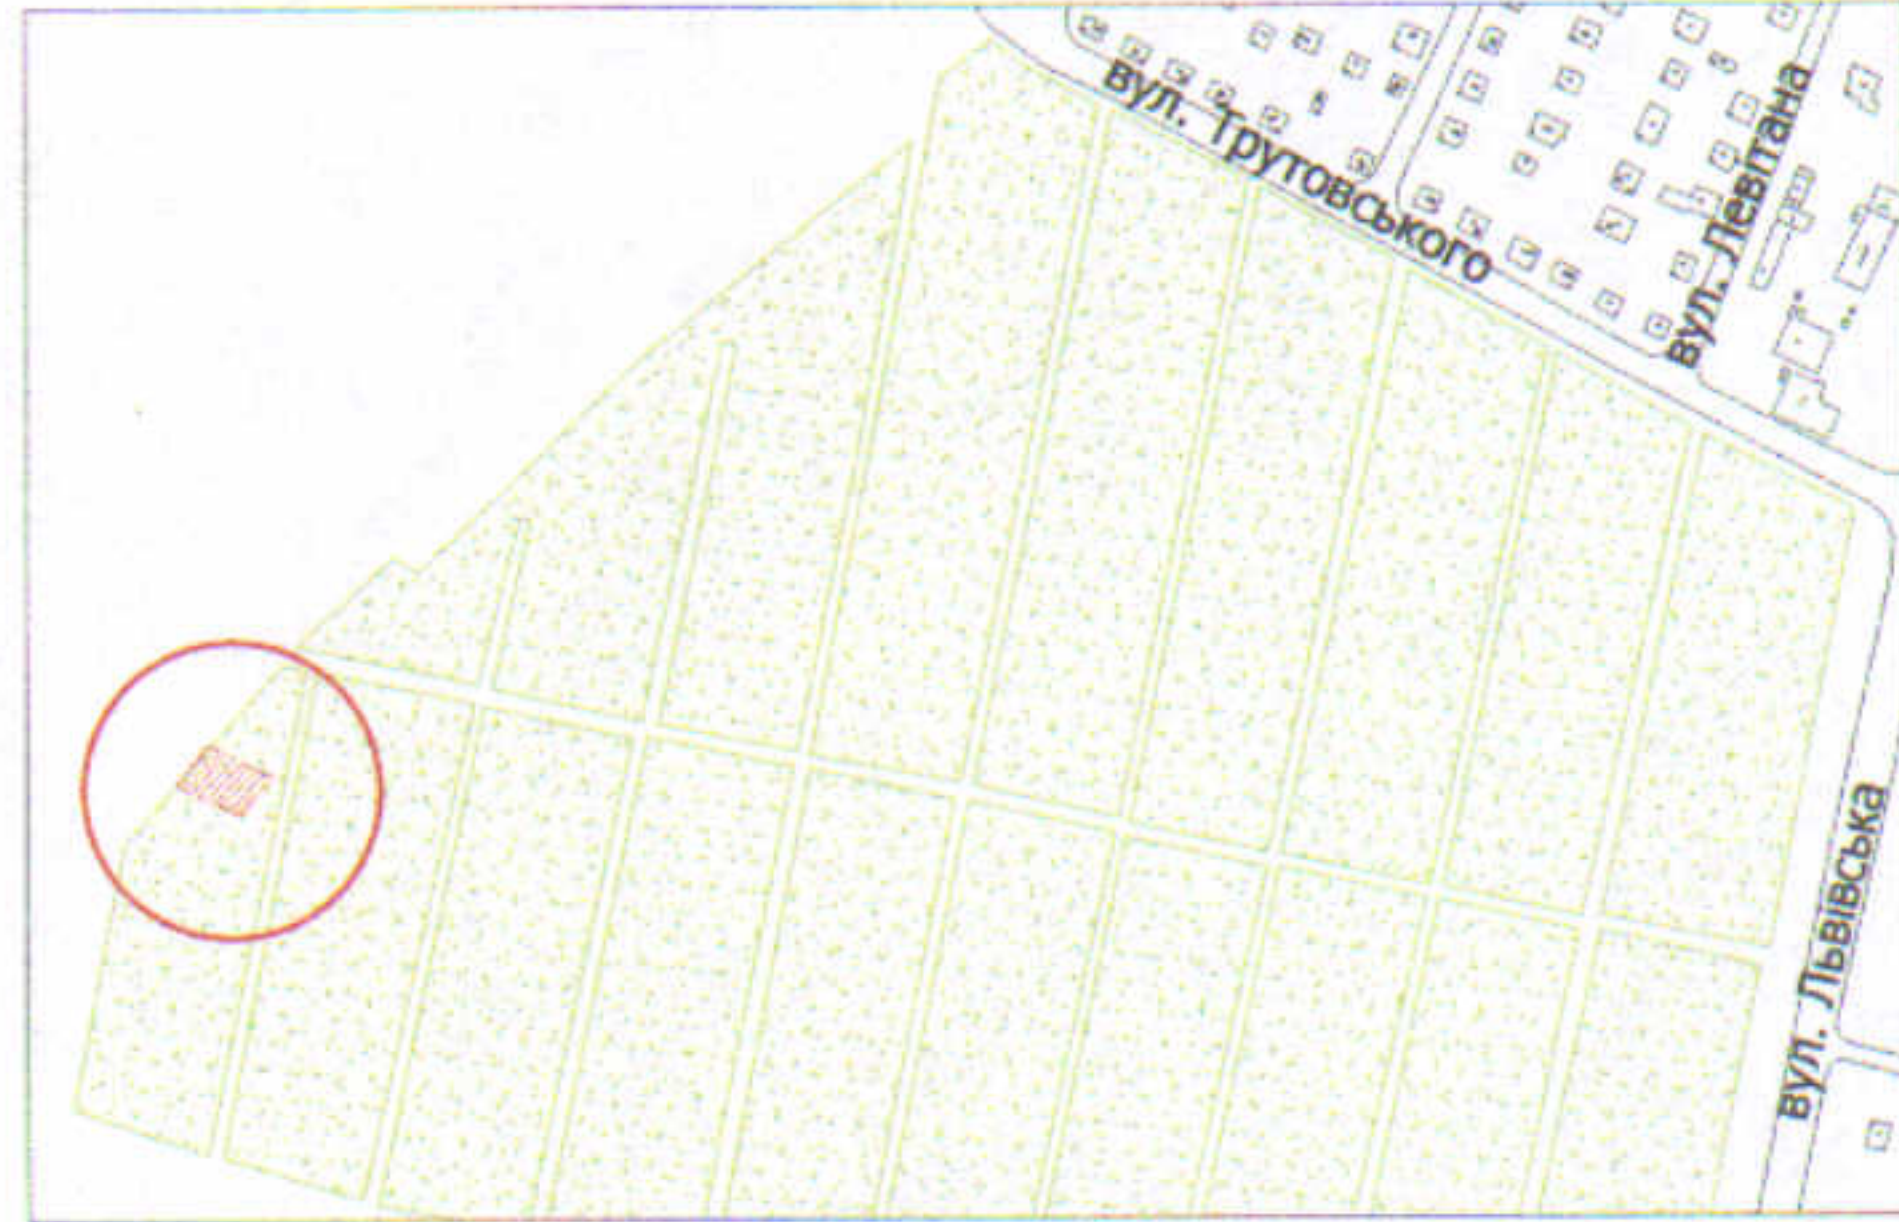 вул. Трутовського
вул. Левітана
вул. Львівська